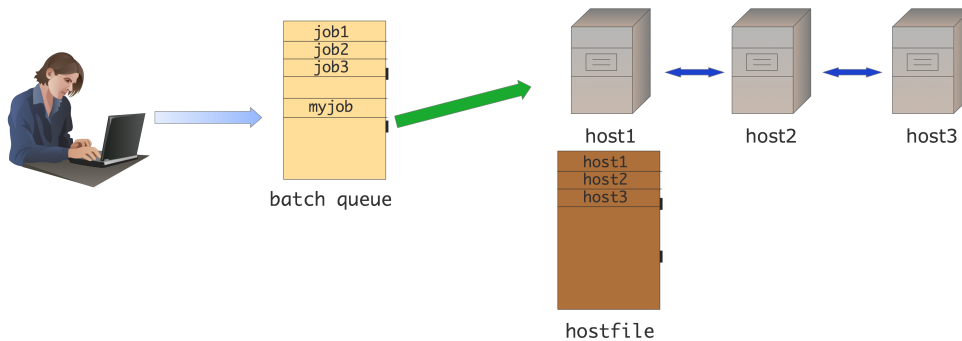 job1
job2
job3
myjob
batch queue
host1
host2
host3
host1
host2
host3
hostfile